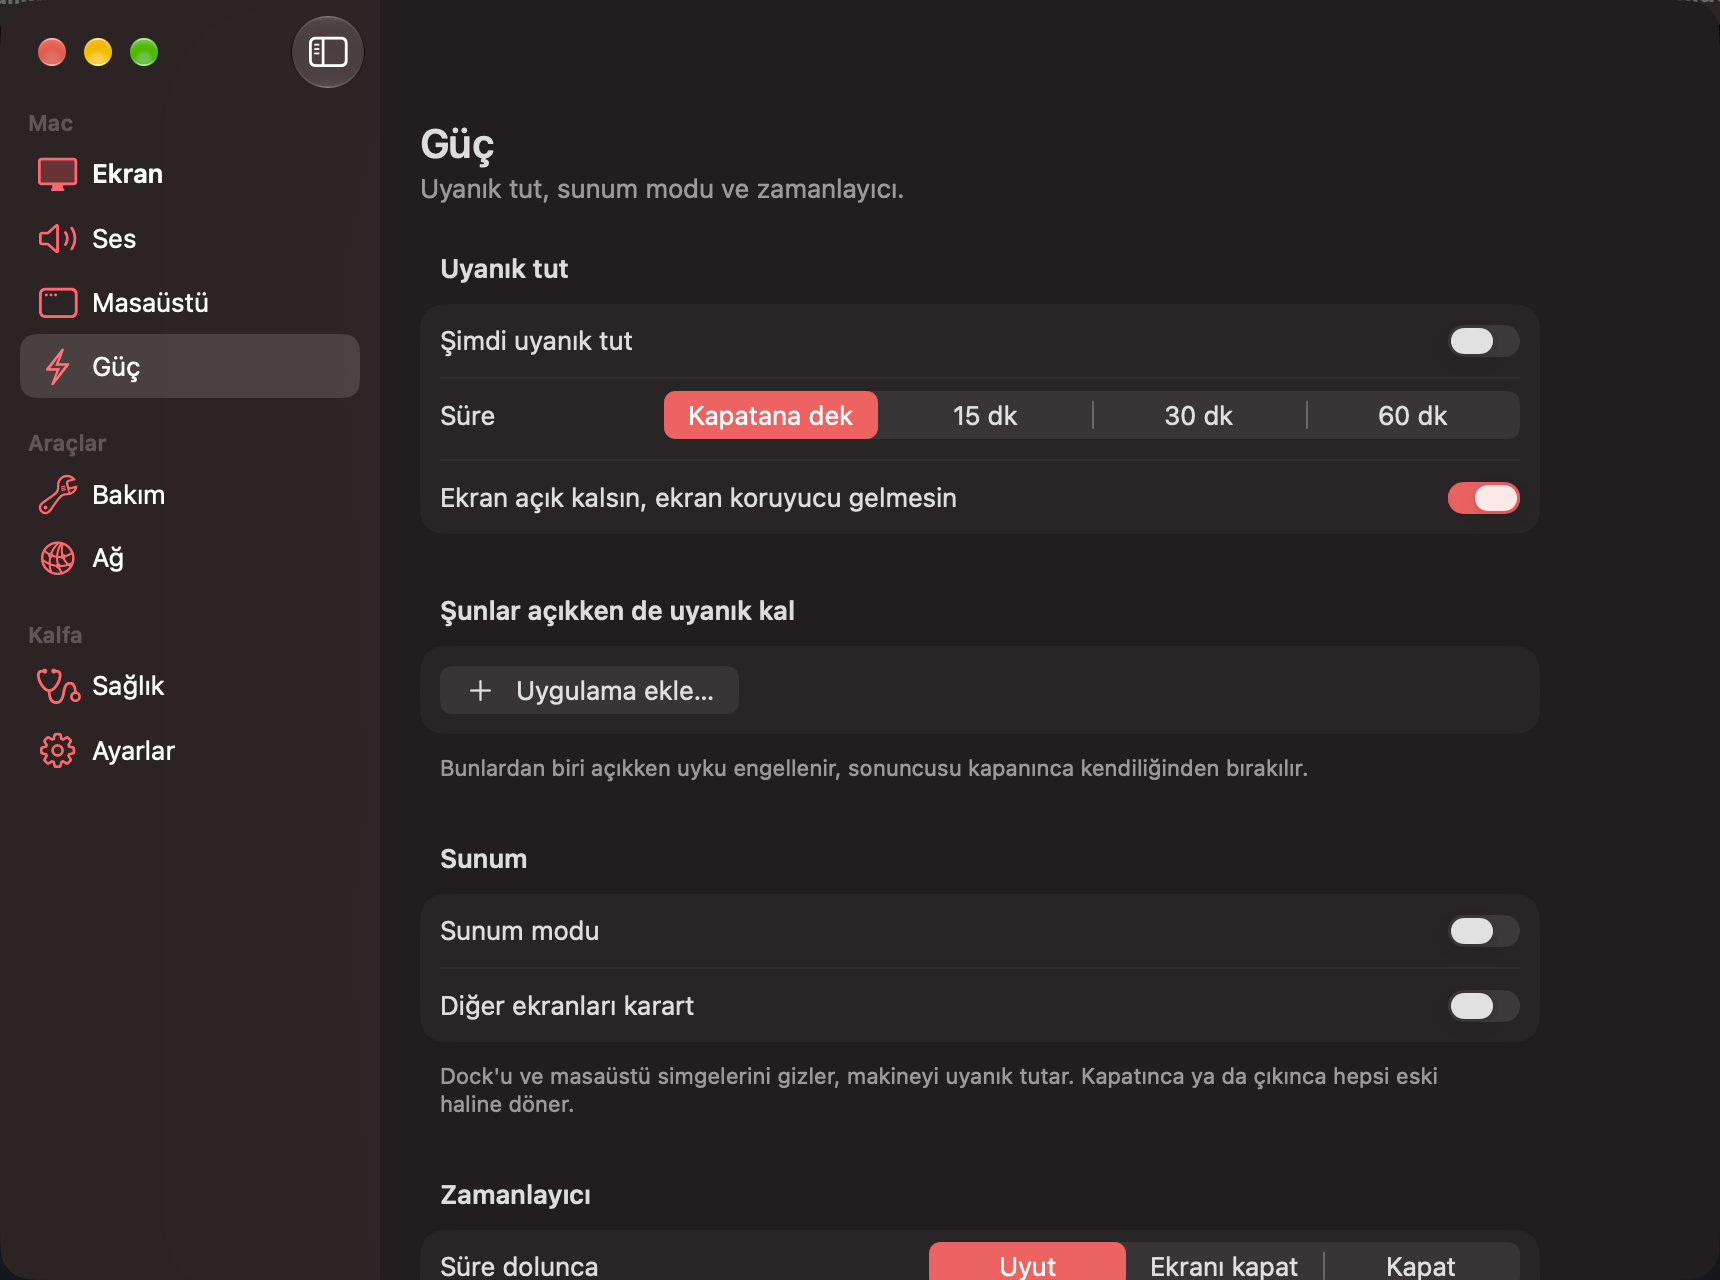 Mac
Ekran
Ses
Masaüstü
Güç
Araçlar
Bakım
Ağ
Kalfa
Sağlık
Ayarlar
Güç
Uyanık tut, sunum modu ve zamanlayıcı.
Uyanık tut
Şimdi uyanık tut
Süre Kapatana dek 15 dk 30 dk 60 dk
Ekran açık kalsın, ekran koruyucu gelmesin
Şunlar açıkken de uyanık kal
Uygulama ekle...
Bunlardan biri açıkken uyku engellenir, sonuncusu kapanınca kendiliğinden bırakılır.
Sunum
Sunum modu
Diğer ekranları karart
Dock'u ve masaüstü simgelerini gizler, makineyi uyanık tutar. Kapatınca ya da çıkınca hepsi eski
haline döner.
Zamanlayıcı
Süre dolunca Uyut Ekranı kapat Kapat